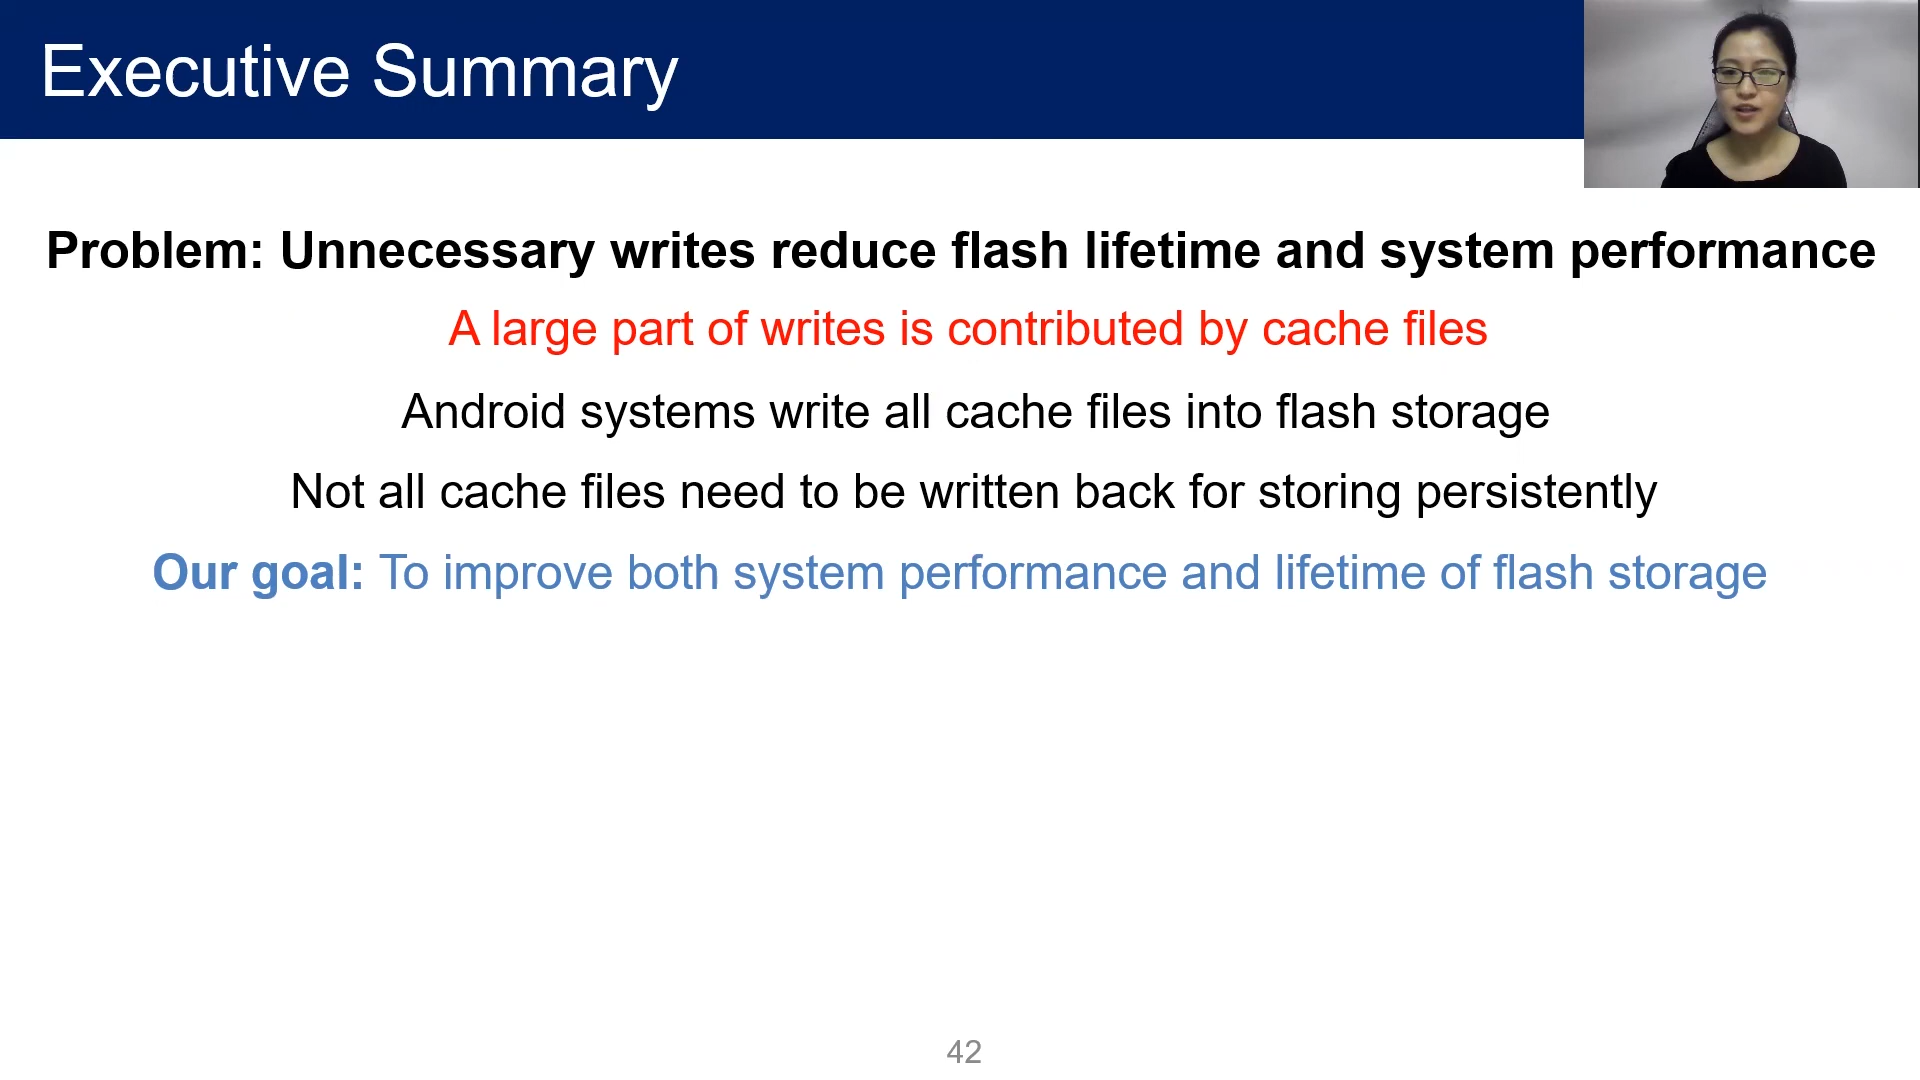 Executive Summary
Problem: Unnecessary writes reduce flash lifetime and system performance
A large part of writes is contributed by cache files
Android systems write all cache files into flash storage
Not all cache files need to be written back for storing persistently
Our goal: To improve both system performance and lifetime of flash storage
42